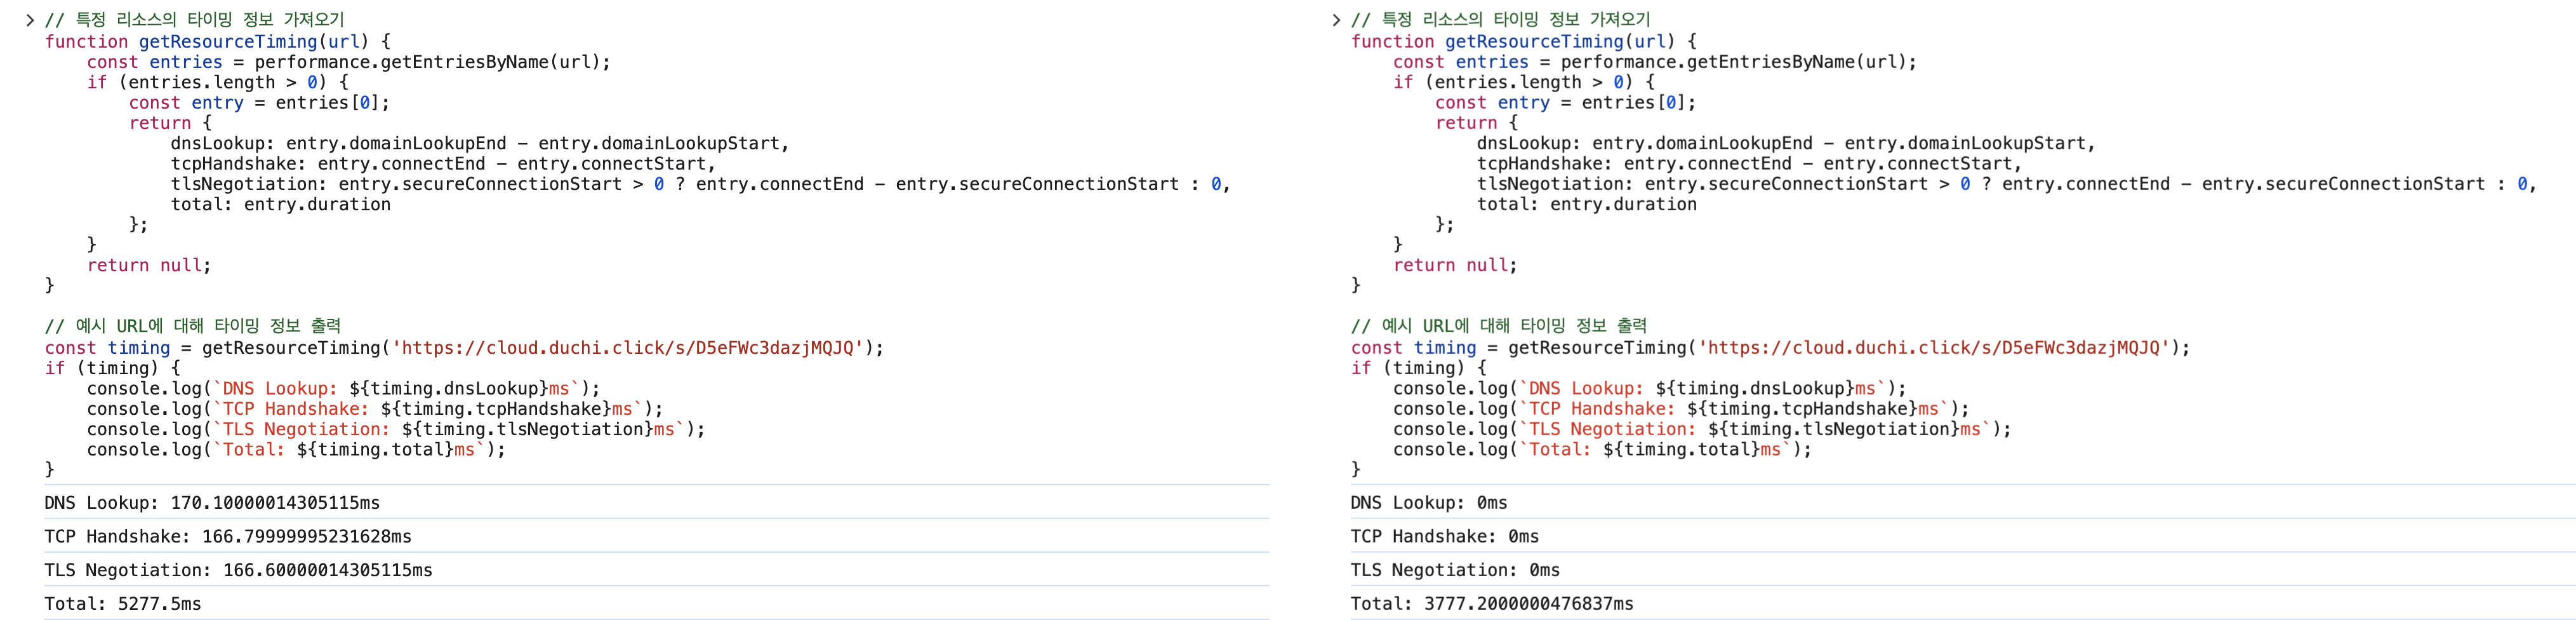 // 특정 리소스의 타이밍 정보 가져오기
function getResourceTiming(url) {
    const entries = performance.getEntriesByName(url);
    if (entries.length > 0) {
        const entry = entries[0];
        return {
            dnsLookup: entry.domainLookupEnd - entry.domainLookupStart,
            tcpHandshake: entry.connectEnd - entry.connectStart,
            tlsNegotiation: entry.secureConnectionStart > 0 ? entry.connectEnd - entry.secureConnectionStart : 0,
            total: entry.duration
        };
    }
    return null;
}

// 예시 URL에 대해 타이밍 정보 출력
const timing = getResourceTiming('https://cloud.duchi.click/s/D5eFWc3dazjMQJQ');
if (timing) {
    console.log(`DNS Lookup: ${timing.dnsLookup}ms`);
    console.log(`TCP Handshake: ${timing.tcpHandshake}ms`);
    console.log(`TLS Negotiation: ${timing.tlsNegotiation}ms`);
    console.log(`Total: ${timing.total}ms`);
}
DNS Lookup: 170.10000014305115ms
TCP Handshake: 166.79999995231628ms
TLS Negotiation: 166.60000014305115ms
Total: 5277.5ms
// 특정 리소스의 타이밍 정보 가져오기
function getResourceTiming(url) {
    const entries = performance.getEntriesByName(url);
    if (entries.length > 0) {
        const entry = entries[0];
        return {
            dnsLookup: entry.domainLookupEnd - entry.domainLookupStart,
            tcpHandshake: entry.connectEnd - entry.connectStart,
            tlsNegotiation: entry.secureConnectionStart > 0 ? entry.connectEnd - entry.secureConnectionStart : 0,
            total: entry.duration
        };
    }
    return null;
}

// 예시 URL에 대해 타이밍 정보 출력
const timing = getResourceTiming('https://cloud.duchi.click/s/D5eFWc3dazjMQJQ');
if (timing) {
    console.log(`DNS Lookup: ${timing.dnsLookup}ms`);
    console.log(`TCP Handshake: ${timing.tcpHandshake}ms`);
    console.log(`TLS Negotiation: ${timing.tlsNegotiation}ms`);
    console.log(`Total: ${timing.total}ms`);
}
DNS Lookup: 0ms
TCP Handshake: 0ms
TLS Negotiation: 0ms
Total: 3777.2000000476837ms